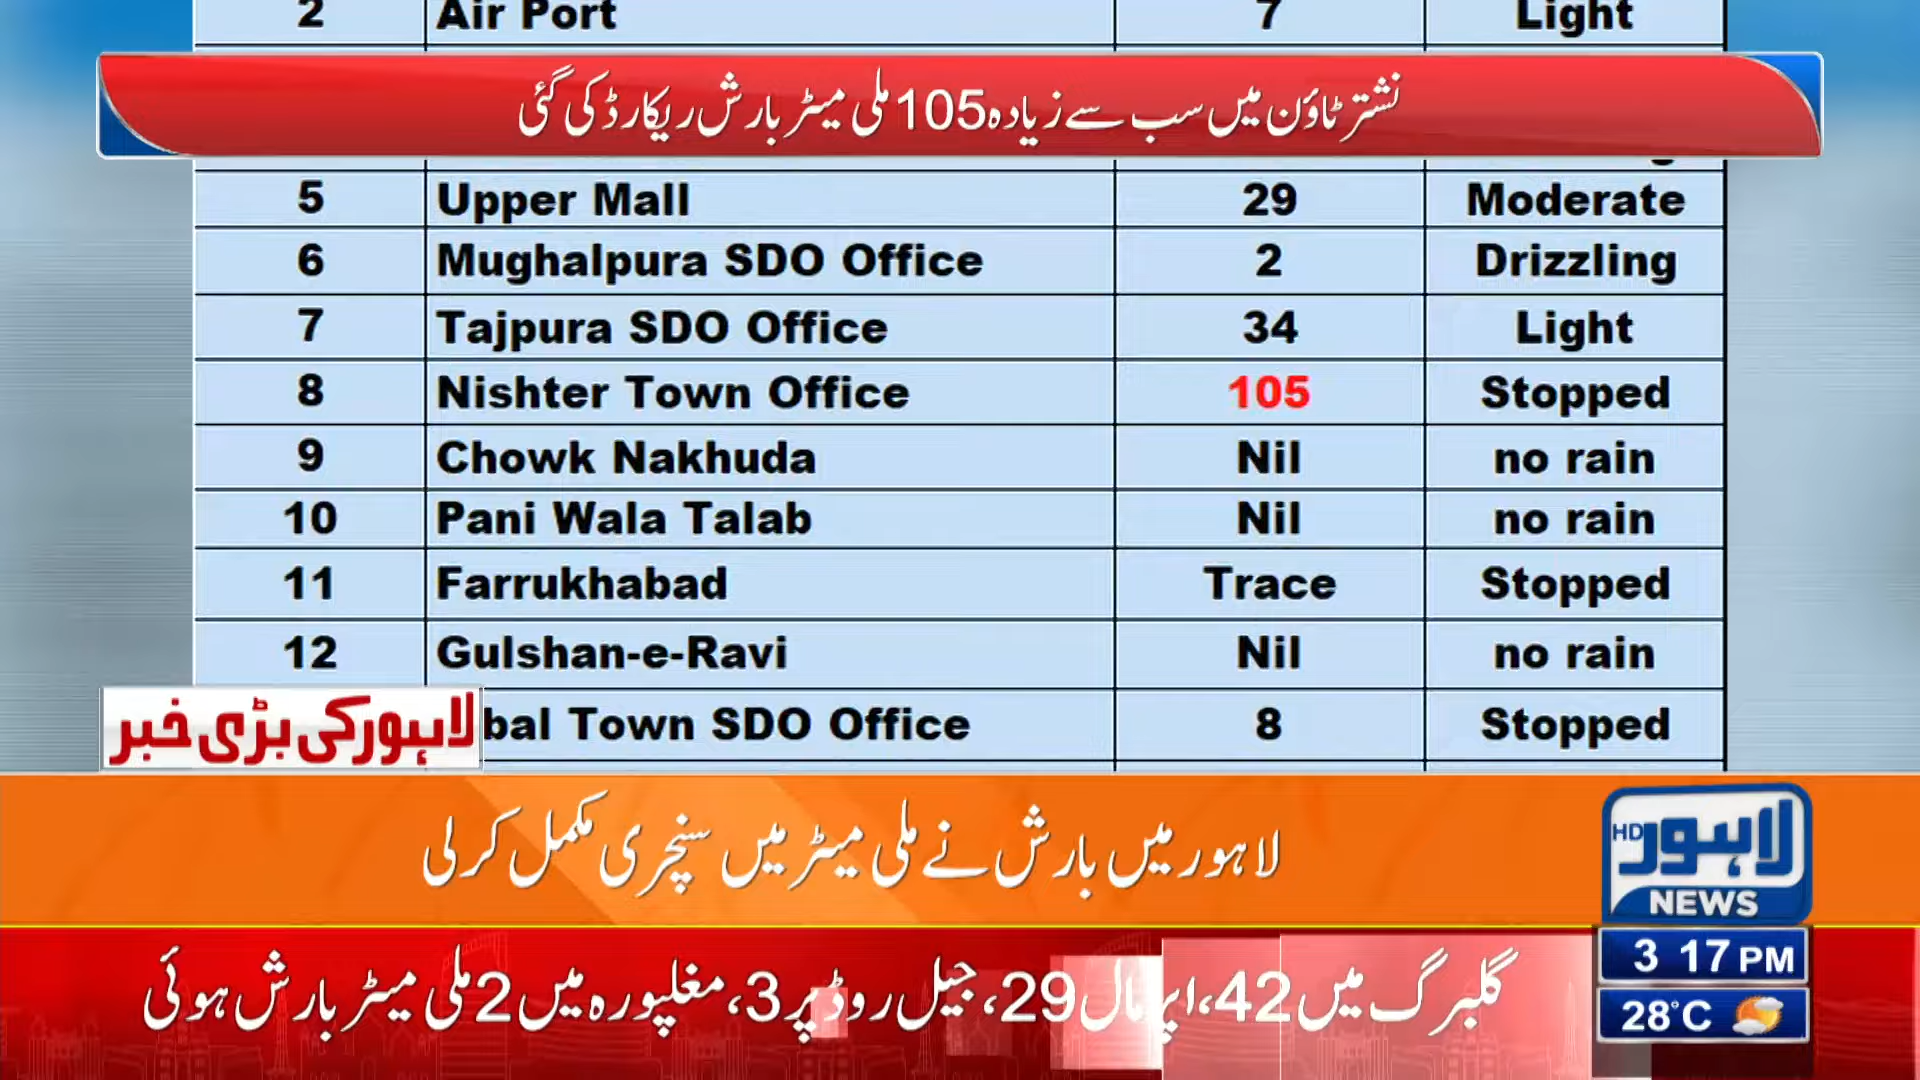 2 Air Port 7 Light
نشتر ٹاؤن میں سب سے زیادہ 105 ملی میٹر بارش ریکارڈ کی گئی
5 Upper Mall 29 Moderate
6 Mughalpura SDO Office 2 Drizzling
7 Tajpura SDO Office 34 Light
8 Nishter Town Office 105 Stopped
9 Chowk Nakhuda Nil no rain
10 Pani Wala Talab Nil no rain
11 Farrukhabad Trace Stopped
12 Gulshan-e-Ravi Nil no rain
Town SDO Office 8 Stopped
لاہور کی بڑی خبر
لاہور میں بارش نے ملی میٹر میں سنچری مکمل کرلی
لاہور HD
NEWS
3 17 PM
گلبرگ میں 42، اپر مال 29، جیل روڈ پر 3، مغلپورہ میں 2 ملی میٹر بارش ہوئی
28°C